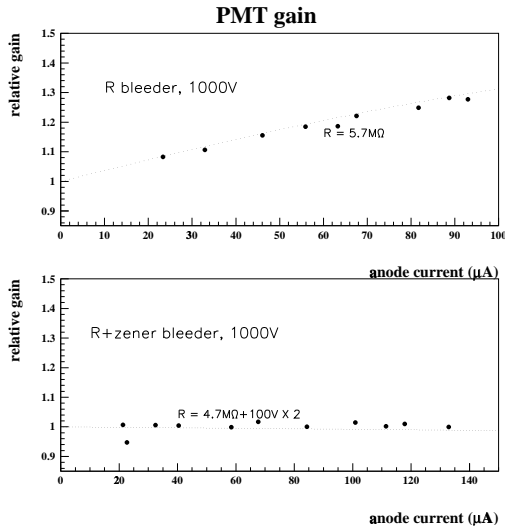 PMT gain
relative gain
1.5
1.4
1.3
1.2
1.1
1
0.9
R bleeder, 1000V
R = 5.7MΩ
0 10 20 30 40 50 60 70 80 90 100
anode current (μA)
relative gain
1.5
1.4
1.3
1.2
1.1
1
0.9
R+zener bleeder, 1000V
R = 4.7MΩ+100V X 2
0 20 40 60 80 100 120 140
anode current (μA)